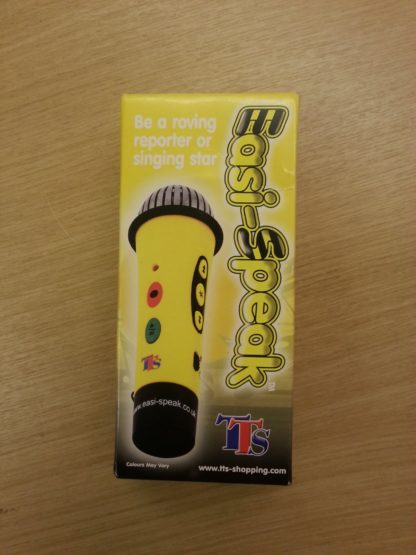 Be a roving
reporter or
singing star
Easi-Speak
TM
TTS
www.easi-speak.co.uk
TTS
Colours May Vary
www.tts-shopping.com